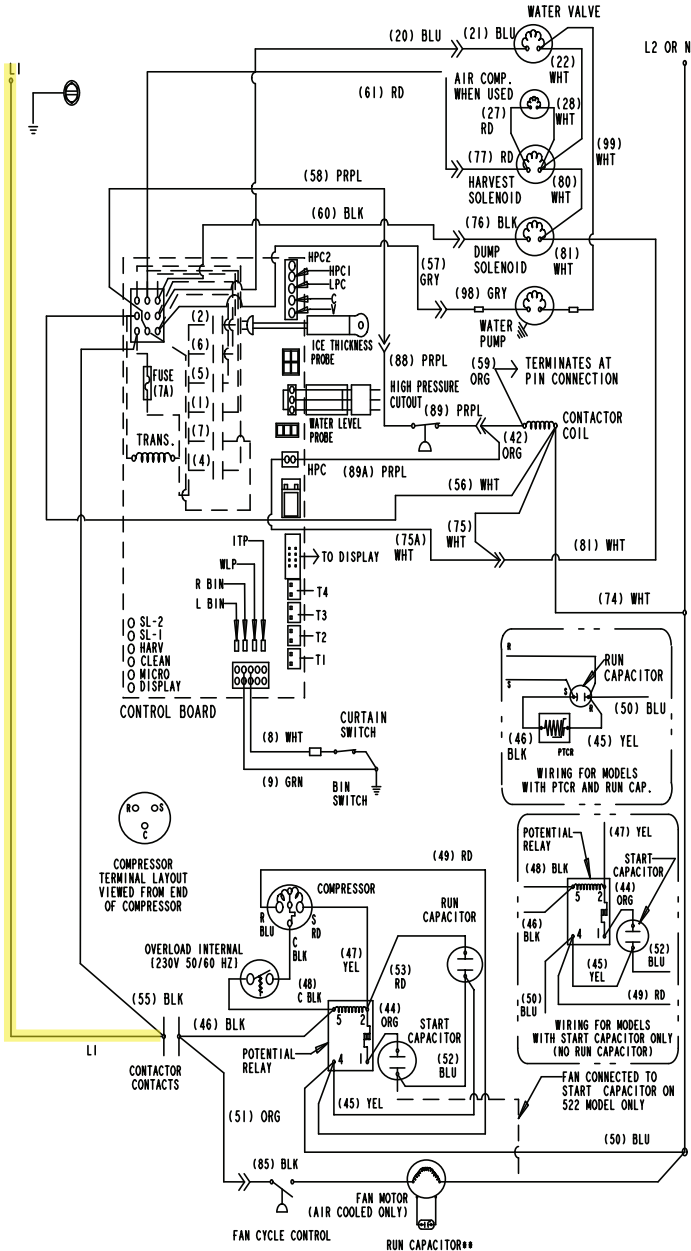 WATER VALVE
(20) BLU
(21) BLU
L2 OR N
L1
(22)
WHT
AIR COMP.
WHEN USED
(61) RD
(27)
RD
(28)
WHT
(99)
WHT
(77) RD
(58) PRPL
HARVEST
SOLENOID
(80)
WHT
(60) BLK
(76) BLK
DUMP
SOLENOID
(81)
WHT
(57)
GRY
HPC2
HPC1
LPC
C
V
(98) GRY
(2)
WATER
PUMP
ICE THICKNESS
PROBE
(6)
(88) PRPL
(59)
ORG
TERMINATES AT
PIN CONNECTION
FUSE
(7A)
(5)
HIGH PRESSURE
CUTOUT
(1)
(89) PRPL
CONTACTOR
COIL
WATER LEVEL
PROBE
(7)
TRANS.
(42)
ORG
(4)
HPC
(89A) PRPL
(56) WHT
(75)
WHT
(75A)
WHT
(81) WHT
ITP
WLP
R BIN
L BIN
TO DISPLAY
T4
T3
T2
T1
(74) WHT
SL-2
SL-1
HARV
CLEAN
MICRO
DISPLAY
CONTROL BOARD
R
S
RUN
CAPACITOR
S
R
(50) BLU
(46)
BLK
PTCR
(45) YEL
WIRING FOR MODELS
WITH PTCR AND RUN CAP.
CURTAIN
SWITCH
(8) WHT
(9) GRN
BIN
SWITCH
R
S
C
COMPRESSOR
TERMINAL LAYOUT
VIEWED FROM END
OF COMPRESSOR
POTENTIAL
RELAY
(47) YEL
START
CAPACITOR
(48) BLK
(44)
ORG
5
2
(46)
BLK
4
1
(52)
BLU
(45)
YEL
(49) RD
(50)
BLU
WIRING FOR MODELS
WITH START CAPACITOR ONLY
(NO RUN CAPACITOR)
(49) RD
COMPRESSOR
RUN
CAPACITOR
R
BLU
S
RD
C
BLK
OVERLOAD INTERNAL
(230V 50/60 HZ)
(47)
YEL
(53)
RD
(48)
C BLK
(44)
ORG
(55) BLK
(46) BLK
5
2
START
CAPACITOR
4
1
(52)
BLU
L1
CONTACTOR
CONTACTS
POTENTIAL
RELAY
(45) YEL
FAN CONNECTED TO
START CAPACITOR ON
522 MODEL ONLY
(51) ORG
(50) BLU
(85) BLK
FAN MOTOR
(AIR COOLED ONLY)
FAN CYCLE CONTROL
RUN CAPACITOR**